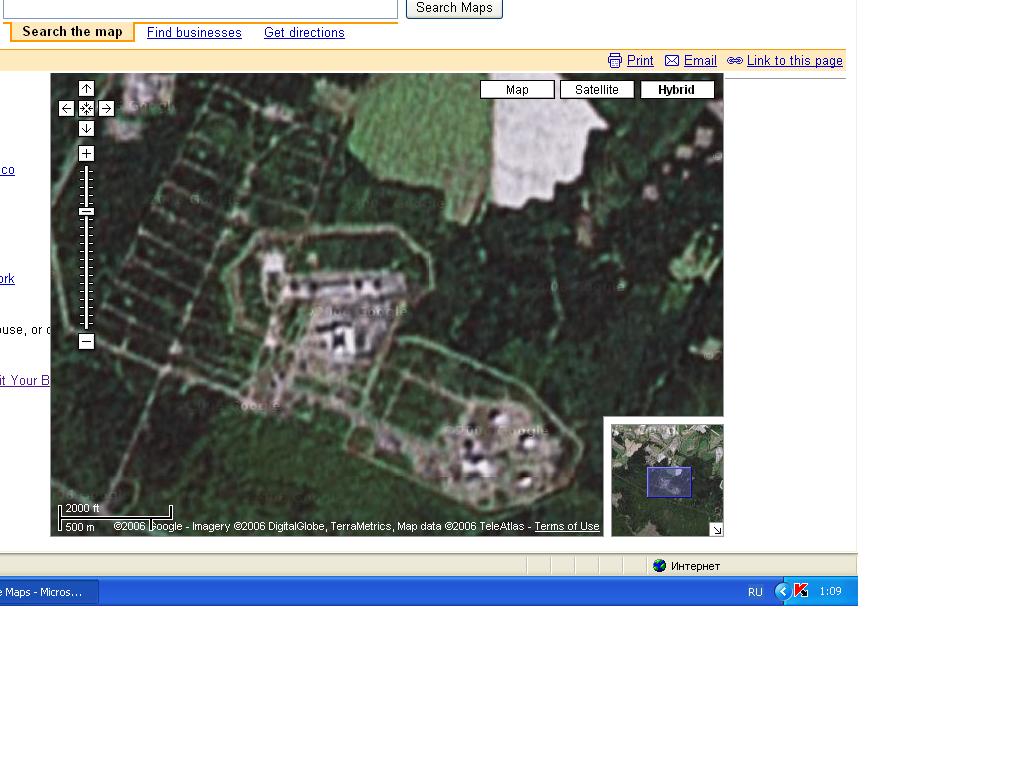 Search Maps
Search the map Find businesses Get directions
Print Email Link to this page
Map Satellite Hybrid
co
ork
ouse, or
it Your B
2000 ft
500 m
©2006 Google - Imagery ©2006 DigitalGlobe, TerraMetrics, Map data ©2006 TeleAtlas - Terms of Use
Интернет
e Maps - Micros...
RU
1:09